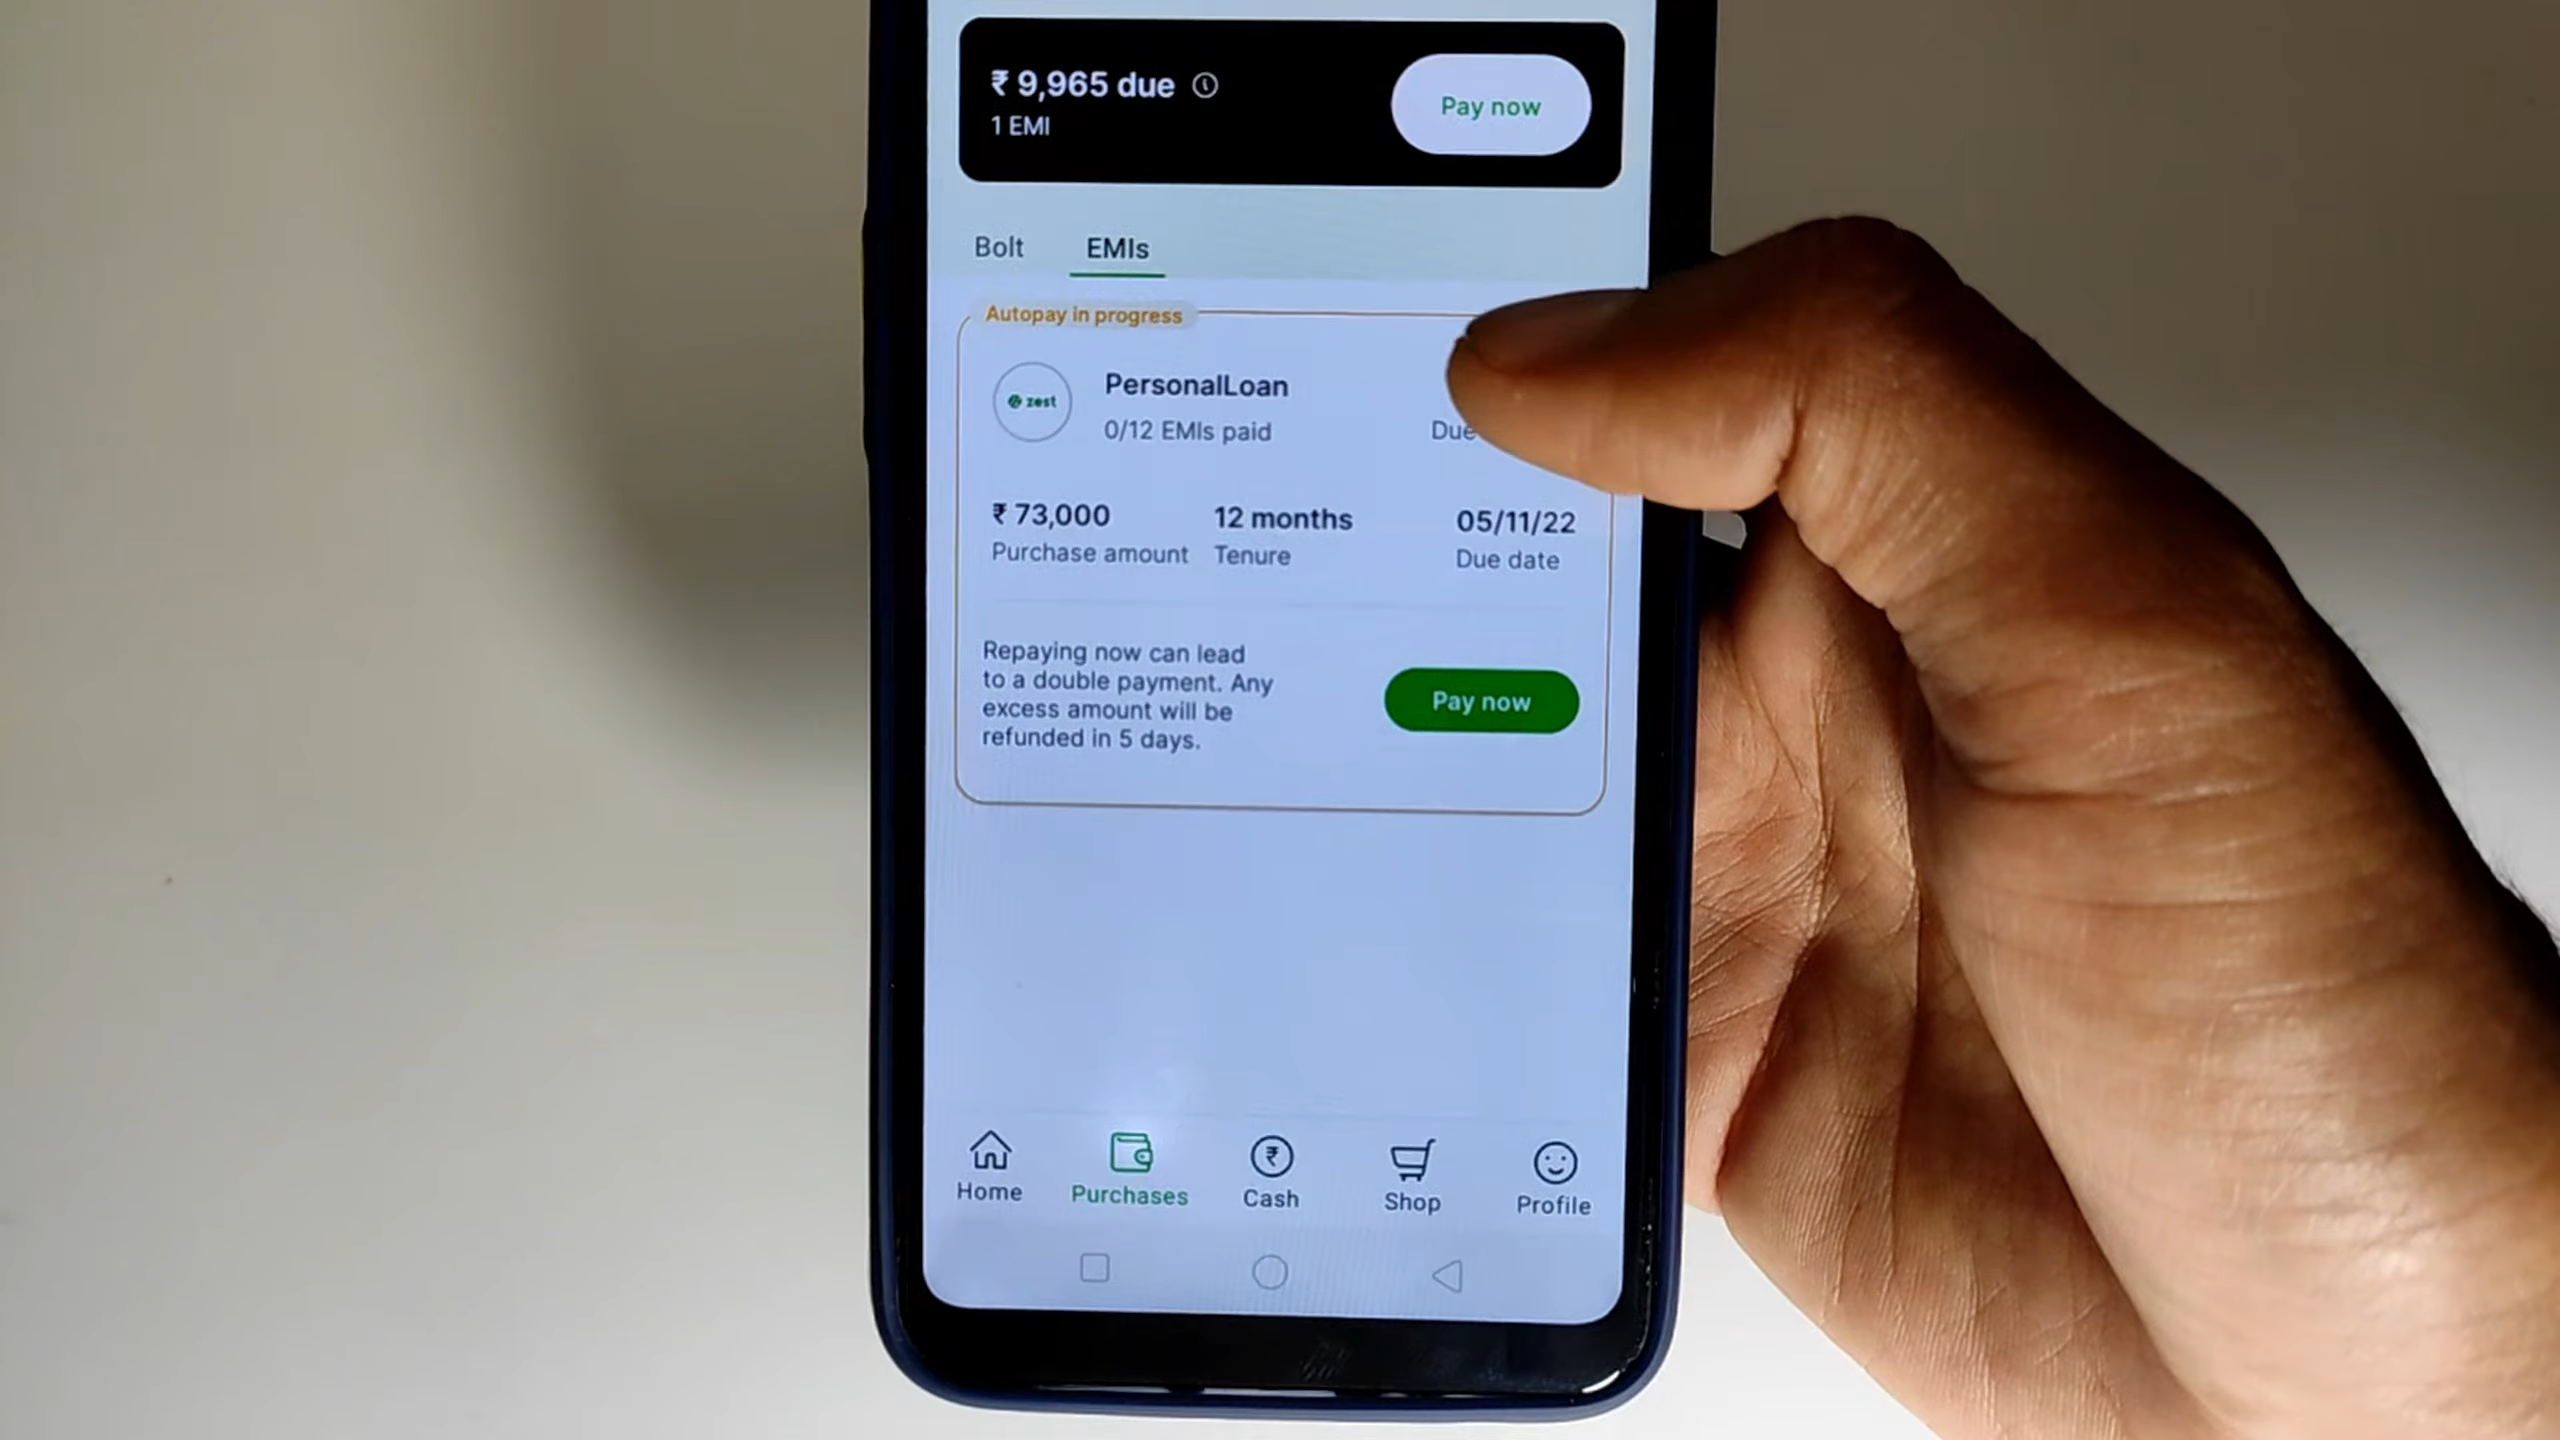 ₹ 9,965 due
1 EMI
Pay now
Bolt
EMIs
Autopay in progress
zest
PersonalLoan
0/12 EMIs paid
Due
₹ 73,000
12 months
05/11/22
Purchase amount
Tenure
Due date
Repaying now can lead
to a double payment. Any
excess amount will be
refunded in 5 days.
Pay now
Home
Purchases
Cash
Shop
Profile